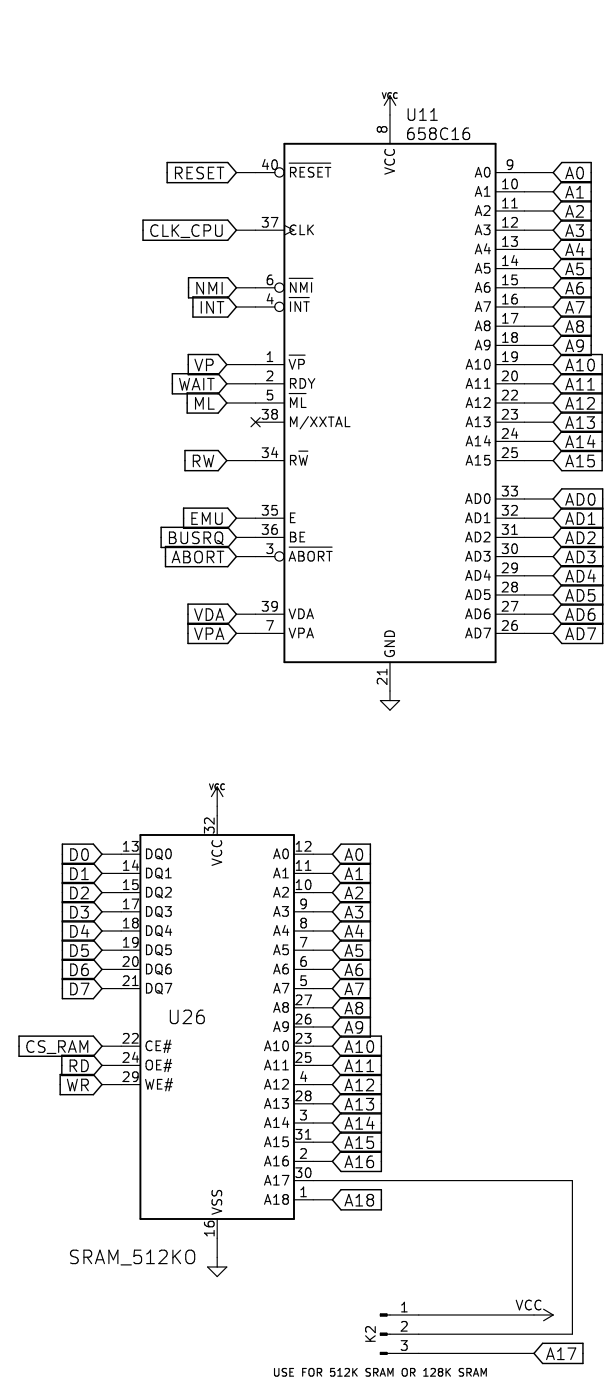 VCC
U11
658C16
8
VCC
RESET 40 RESET A0 9 A0
A1 10 A1
A2 11 A2
CLK_CPU 37 CLK A3 12 A3
A4 13 A4
A5 14 A5
NMI 6 NMI A6 15 A6
INT 4 INT A7 16 A7
A8 17 A8
A9 18 A9
VP 1 VP A10 19 A10
WAIT 2 RDY A11 20 A11
ML 5 ML A12 22 A12
38 M/XXTAL A13 23 A13
A14 24 A14
RW 34 RW A15 25 A15
AD0 33 AD0
EMU 35 E AD1 32 AD1
BUSRQ 36 BE AD2 31 AD2
ABORT 3 ABORT AD3 30 AD3
AD4 29 AD4
AD5 28 AD5
VDA 39 VDA AD6 27 AD6
VPA 7 VPA AD7 26 AD7
GND
21
VCC
32
VCC
D0 13 DQ0 A0 12 A0
D1 14 DQ1 A1 11 A1
D2 15 DQ2 A2 10 A2
D3 17 DQ3 A3 9 A3
D4 18 DQ4 A4 8 A4
D5 19 DQ5 A5 7 A5
D6 20 DQ6 A6 6 A6
D7 21 DQ7 A7 5 A7
U26 A8 27 A8
A9 26 A9
CS_RAM 22 CE# A10 23 A10
RD 24 OE# A11 25 A11
WR 29 WE# A12 4 A12
A13 28 A13
A14 3 A14
A15 31 A15
A16 2 A16
A17 30
A18 1 A18
VSS
16
SRAM_512KO
1 VCC
K2 2
3 A17
USE FOR 512K SRAM OR 128K SRAM